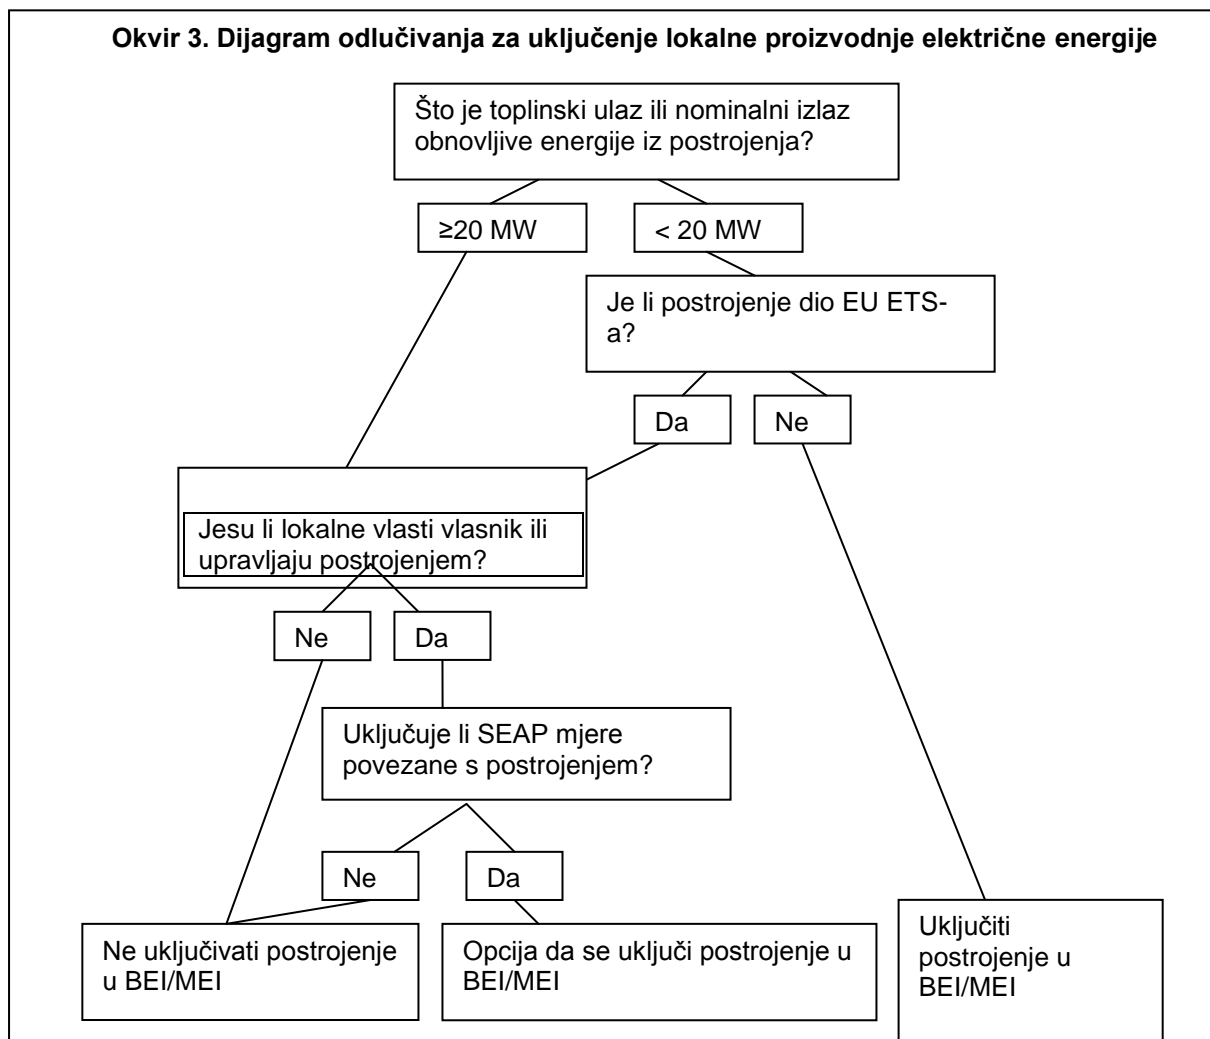 Okvir 3. Dijagram odlučivanja za uključenje lokalne proizvodnje električne energije
Što je toplinski ulaz ili nominalni izlaz
obnovljive energije iz postrojenja?
≥20 MW
< 20 MW
Je li postrojenje dio EU ETS-
a?
Da
Ne
Jesu li lokalne vlasti vlasnik ili
upravljaju postrojenjem?
Ne
Da
Uključuje li SEAP mjere
povezane s postrojenjem?
Ne
Da
Ne uključivati postrojenje
u BEI/MEI
Opcija da se uključi postrojenje u
BEI/MEI
Uključiti
postrojenje u
BEI/MEI